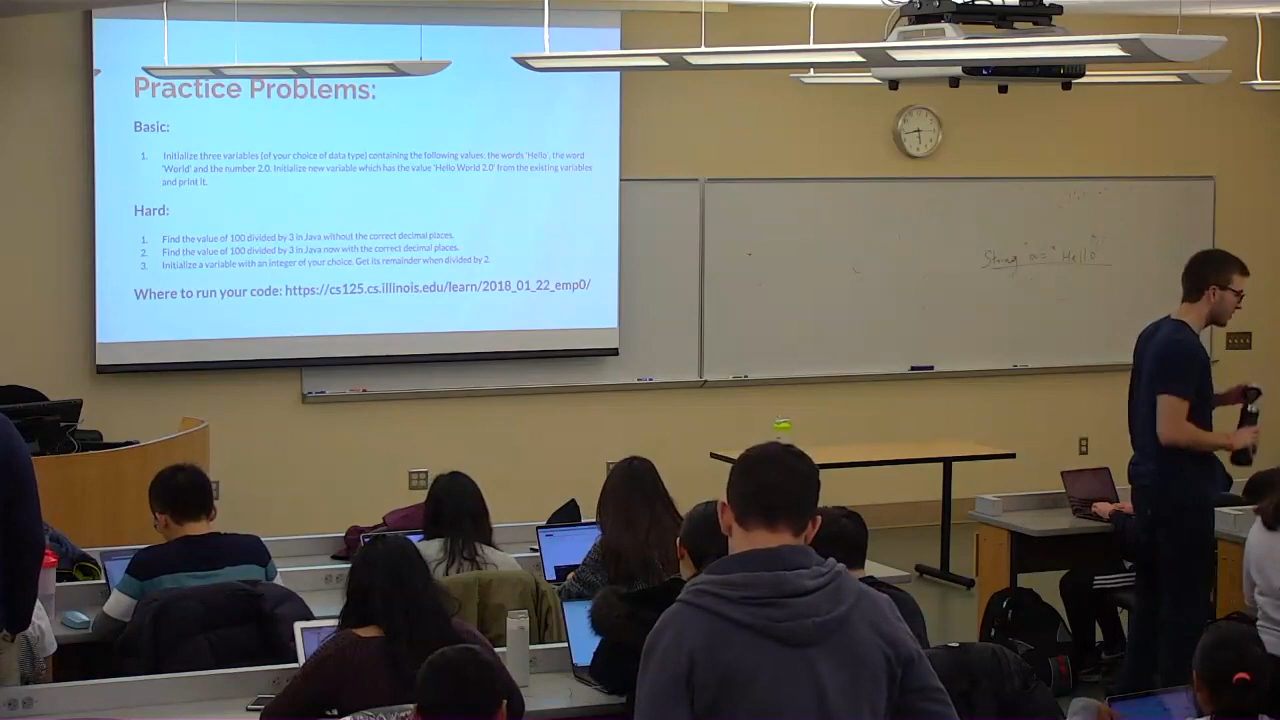 Practice Problems:
Basic:
1. Initialize three variables (of your choice of data type) containing the following values, the words 'Hello', the word
'World' and the number 2.0. Initialize new variable which has the value 'Hello World 2.0' from the existing variables
and print it.
Hard:
1. Find the value of 100 divided by 3 in Java without the correct decimal places.
2. Find the value of 100 divided by 3 in Java now with the correct decimal places.
3. Initialize a variable with an integer of your choice. Get its remainder when divided by 2.
Where to run your code: https://cs125.cs.illinois.edu/learn/2018_01_22_emp0/
String a = "Hello"